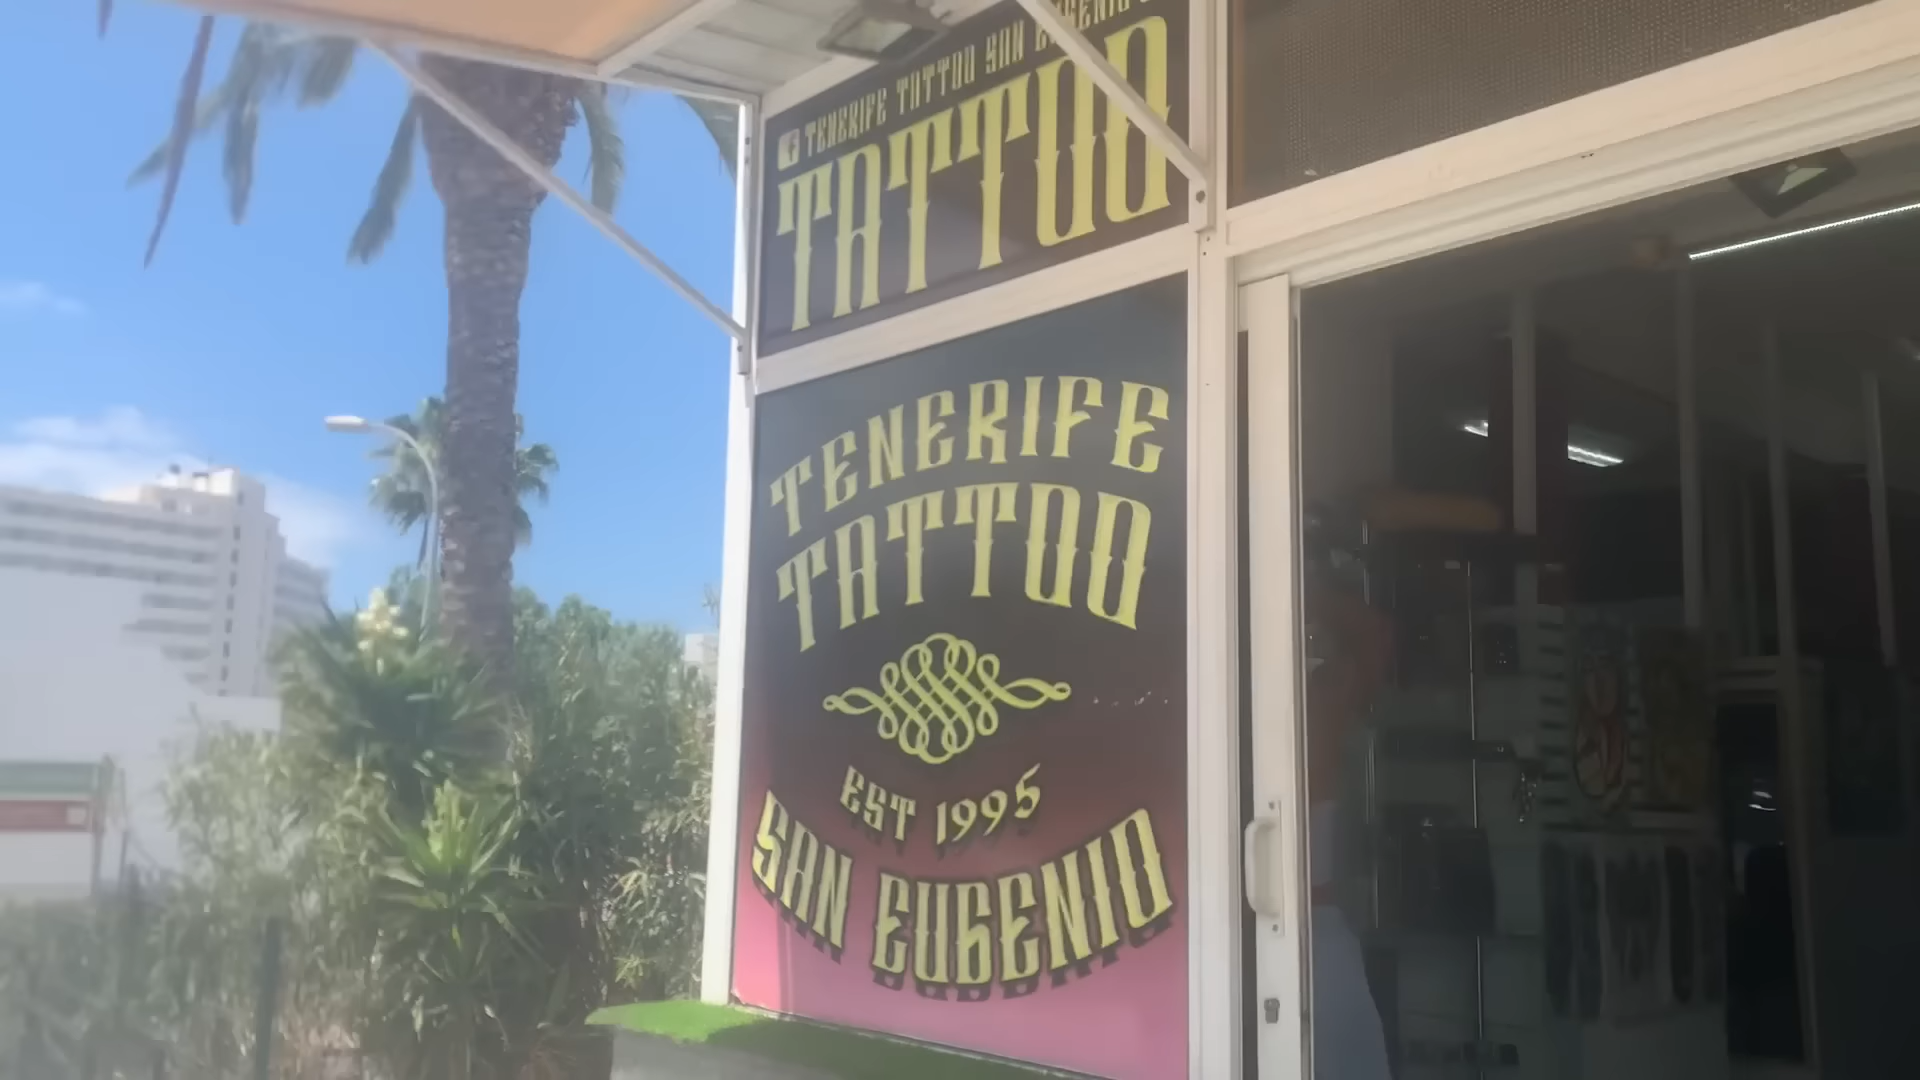 TENERIFE TATTOO SAN EUGENIO
TATTOO
TENERIFE
TATTOO
EST 1995
SAN EUGENIO